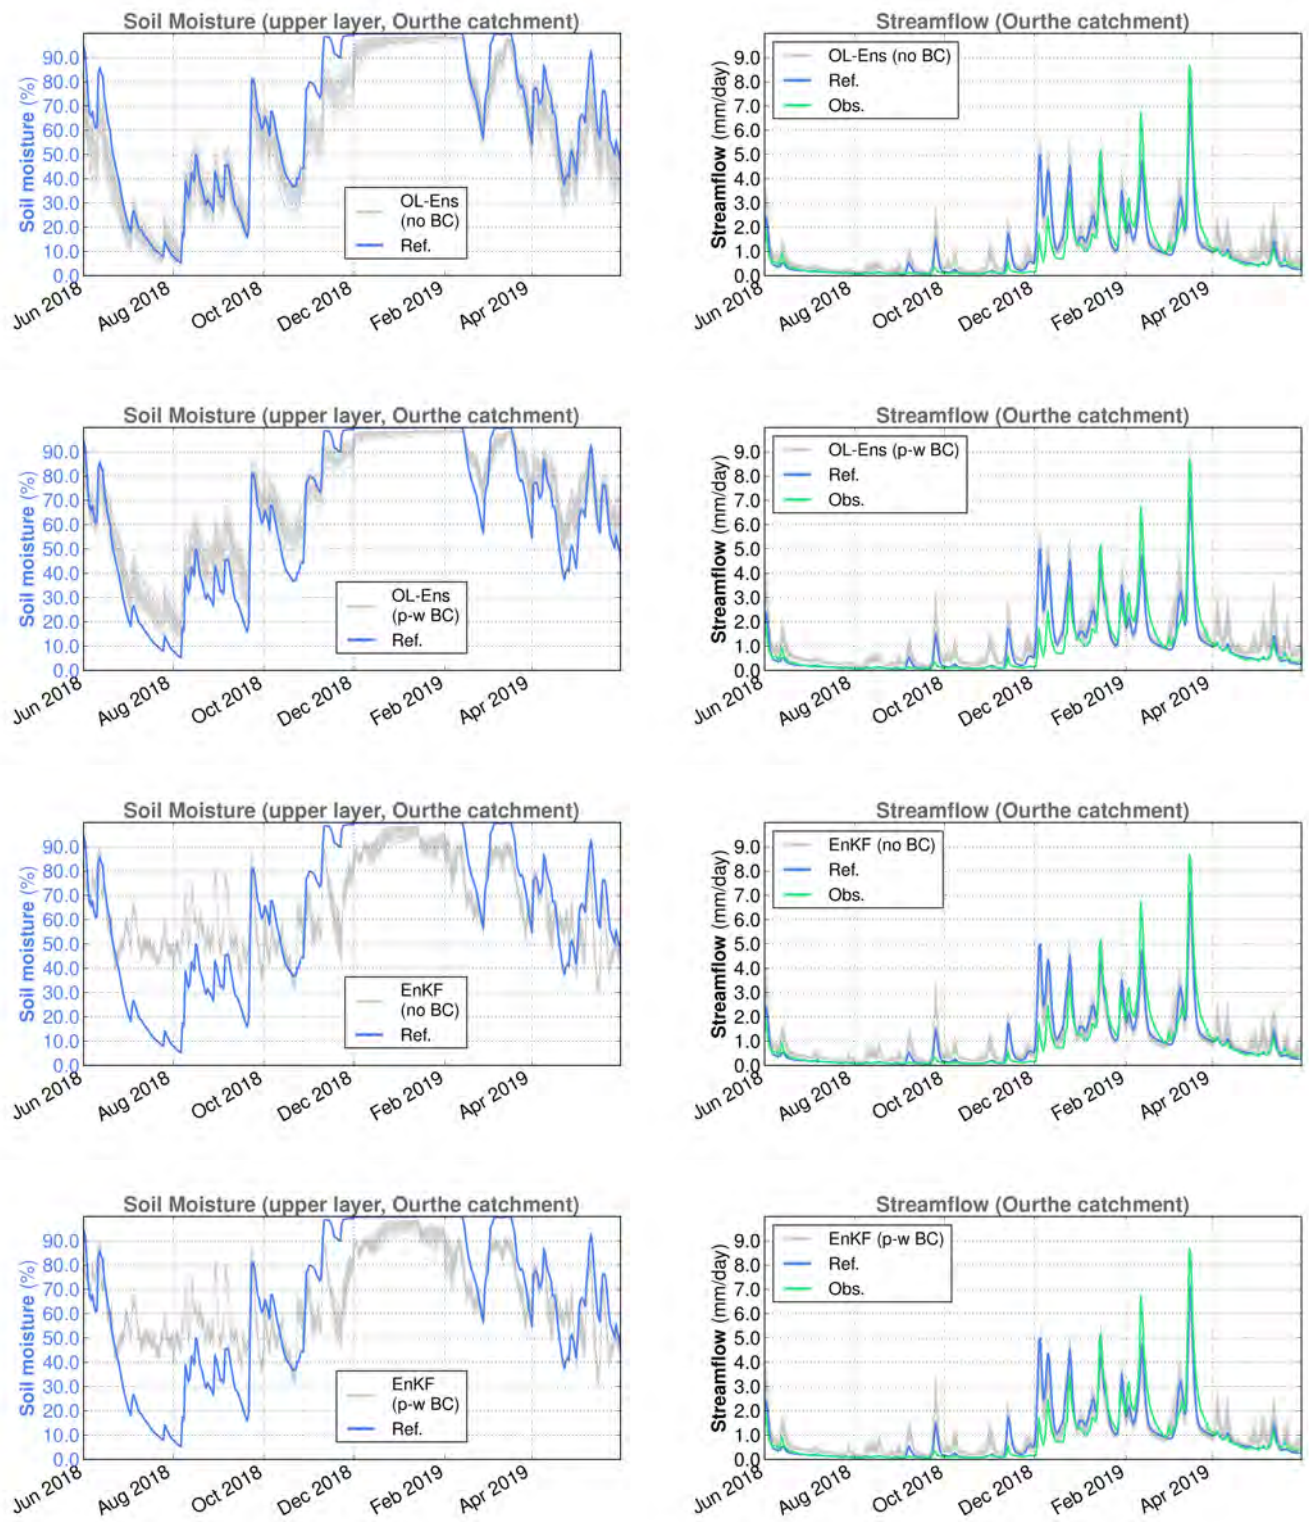 Soil Moisture (upper layer, Ourthe catchment)
Soil moisture (%)
90.0
80.0
70.0
60.0
50.0
40.0
30.0
20.0
10.0
0.0
OL-Ens
(no BC)
Ref.
Jun 2018
Aug 2018
Oct 2018
Dec 2018
Feb 2019
Apr 2019
Streamflow (Ourthe catchment)
Streamflow (mm/day)
9.0
8.0
7.0
6.0
5.0
4.0
3.0
2.0
1.0
0.0
OL-Ens (no BC)
Ref.
Obs.
Jun 2018
Aug 2018
Oct 2018
Dec 2018
Feb 2019
Apr 2019
Soil Moisture (upper layer, Ourthe catchment)
Soil moisture (%)
90.0
80.0
70.0
60.0
50.0
40.0
30.0
20.0
10.0
0.0
OL-Ens
(p-w BC)
Ref.
Jun 2018
Aug 2018
Oct 2018
Dec 2018
Feb 2019
Apr 2019
Streamflow (Ourthe catchment)
Streamflow (mm/day)
9.0
8.0
7.0
6.0
5.0
4.0
3.0
2.0
1.0
0.0
OL-Ens (p-w BC)
Ref.
Obs.
Jun 2018
Aug 2018
Oct 2018
Dec 2018
Feb 2019
Apr 2019
Soil Moisture (upper layer, Ourthe catchment)
Soil moisture (%)
90.0
80.0
70.0
60.0
50.0
40.0
30.0
20.0
10.0
0.0
EnKF
(no BC)
Ref.
Jun 2018
Aug 2018
Oct 2018
Dec 2018
Feb 2019
Apr 2019
Streamflow (Ourthe catchment)
Streamflow (mm/day)
9.0
8.0
7.0
6.0
5.0
4.0
3.0
2.0
1.0
0.0
EnKF (no BC)
Ref.
Obs.
Jun 2018
Aug 2018
Oct 2018
Dec 2018
Feb 2019
Apr 2019
Soil Moisture (upper layer, Ourthe catchment)
Soil moisture (%)
90.0
80.0
70.0
60.0
50.0
40.0
30.0
20.0
10.0
0.0
EnKF
(p-w BC)
Ref.
Jun 2018
Aug 2018
Oct 2018
Dec 2018
Feb 2019
Apr 2019
Streamflow (Ourthe catchment)
Streamflow (mm/day)
9.0
8.0
7.0
6.0
5.0
4.0
3.0
2.0
1.0
0.0
EnKF (p-w BC)
Ref.
Obs.
Jun 2018
Aug 2018
Oct 2018
Dec 2018
Feb 2019
Apr 2019